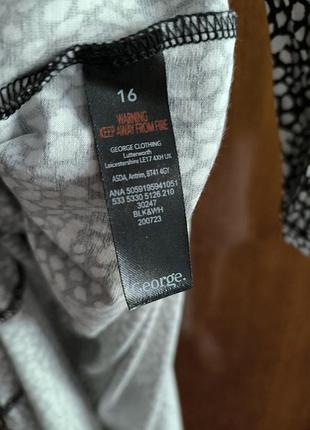 16
WARNING
KEEP AWAY FROM FIRE
GEORGE CLOTHING
Lutterworth
Leicestershire LE17 4XH UK
ASDA, Antrim, BT41 4GY
ANA 5059195941051
533 5330 5126 210
30247
BLK&WH
200723
George.